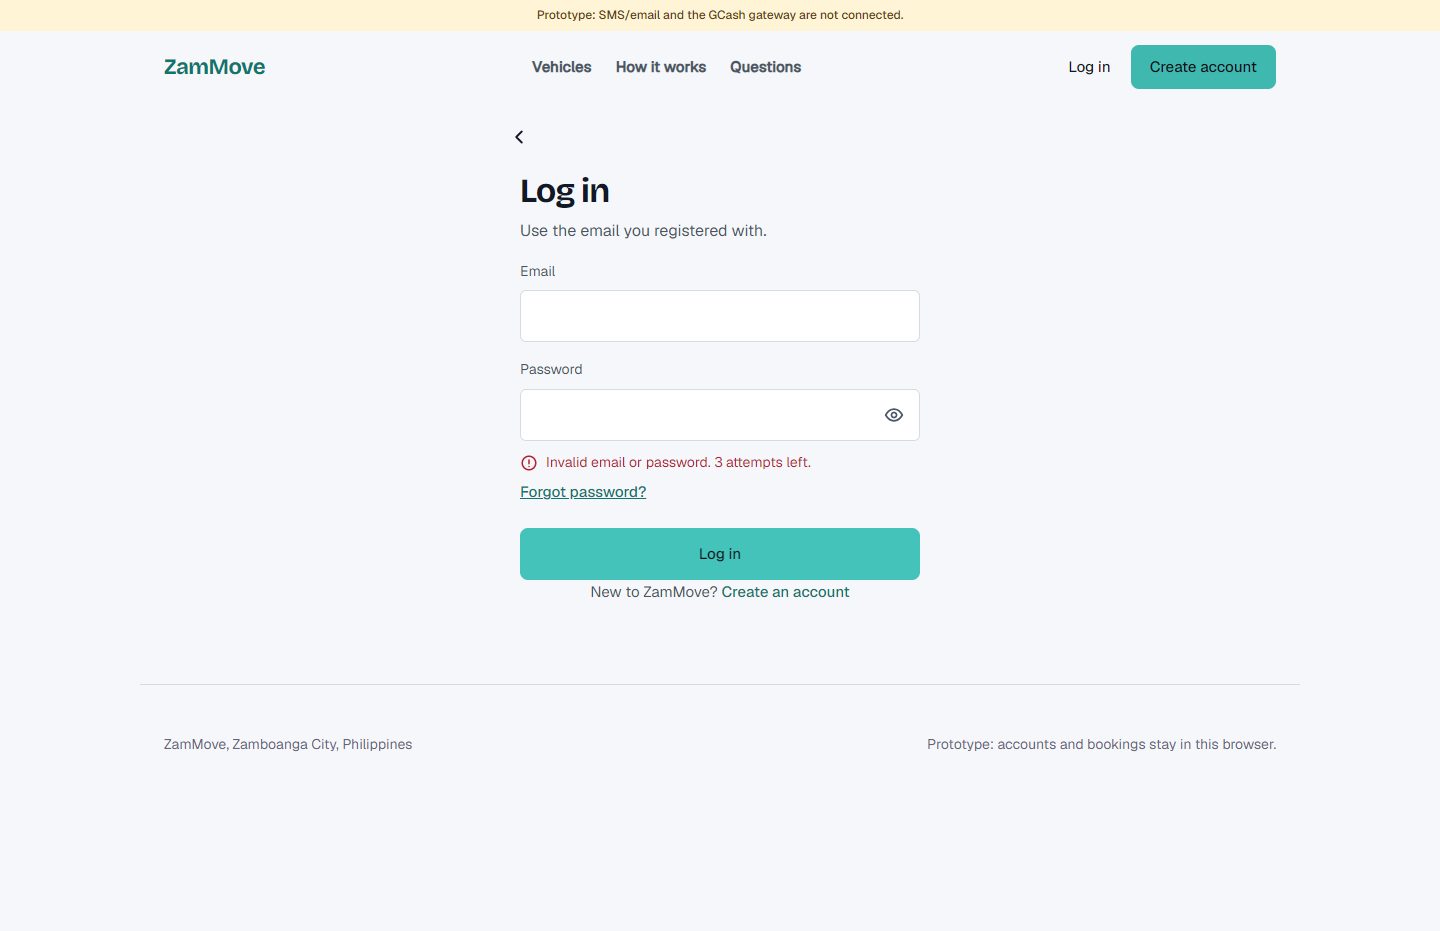 Prototype: SMS/email and the GCash gateway are not connected.
ZamMove
Vehicles
How it works
Questions
Log in
Create account
Log in
Use the email you registered with.
Email
Password
Invalid email or password. 3 attempts left.
Forgot password?
Log in
New to ZamMove? Create an account
ZamMove, Zamboanga City, Philippines
Prototype: accounts and bookings stay in this browser.